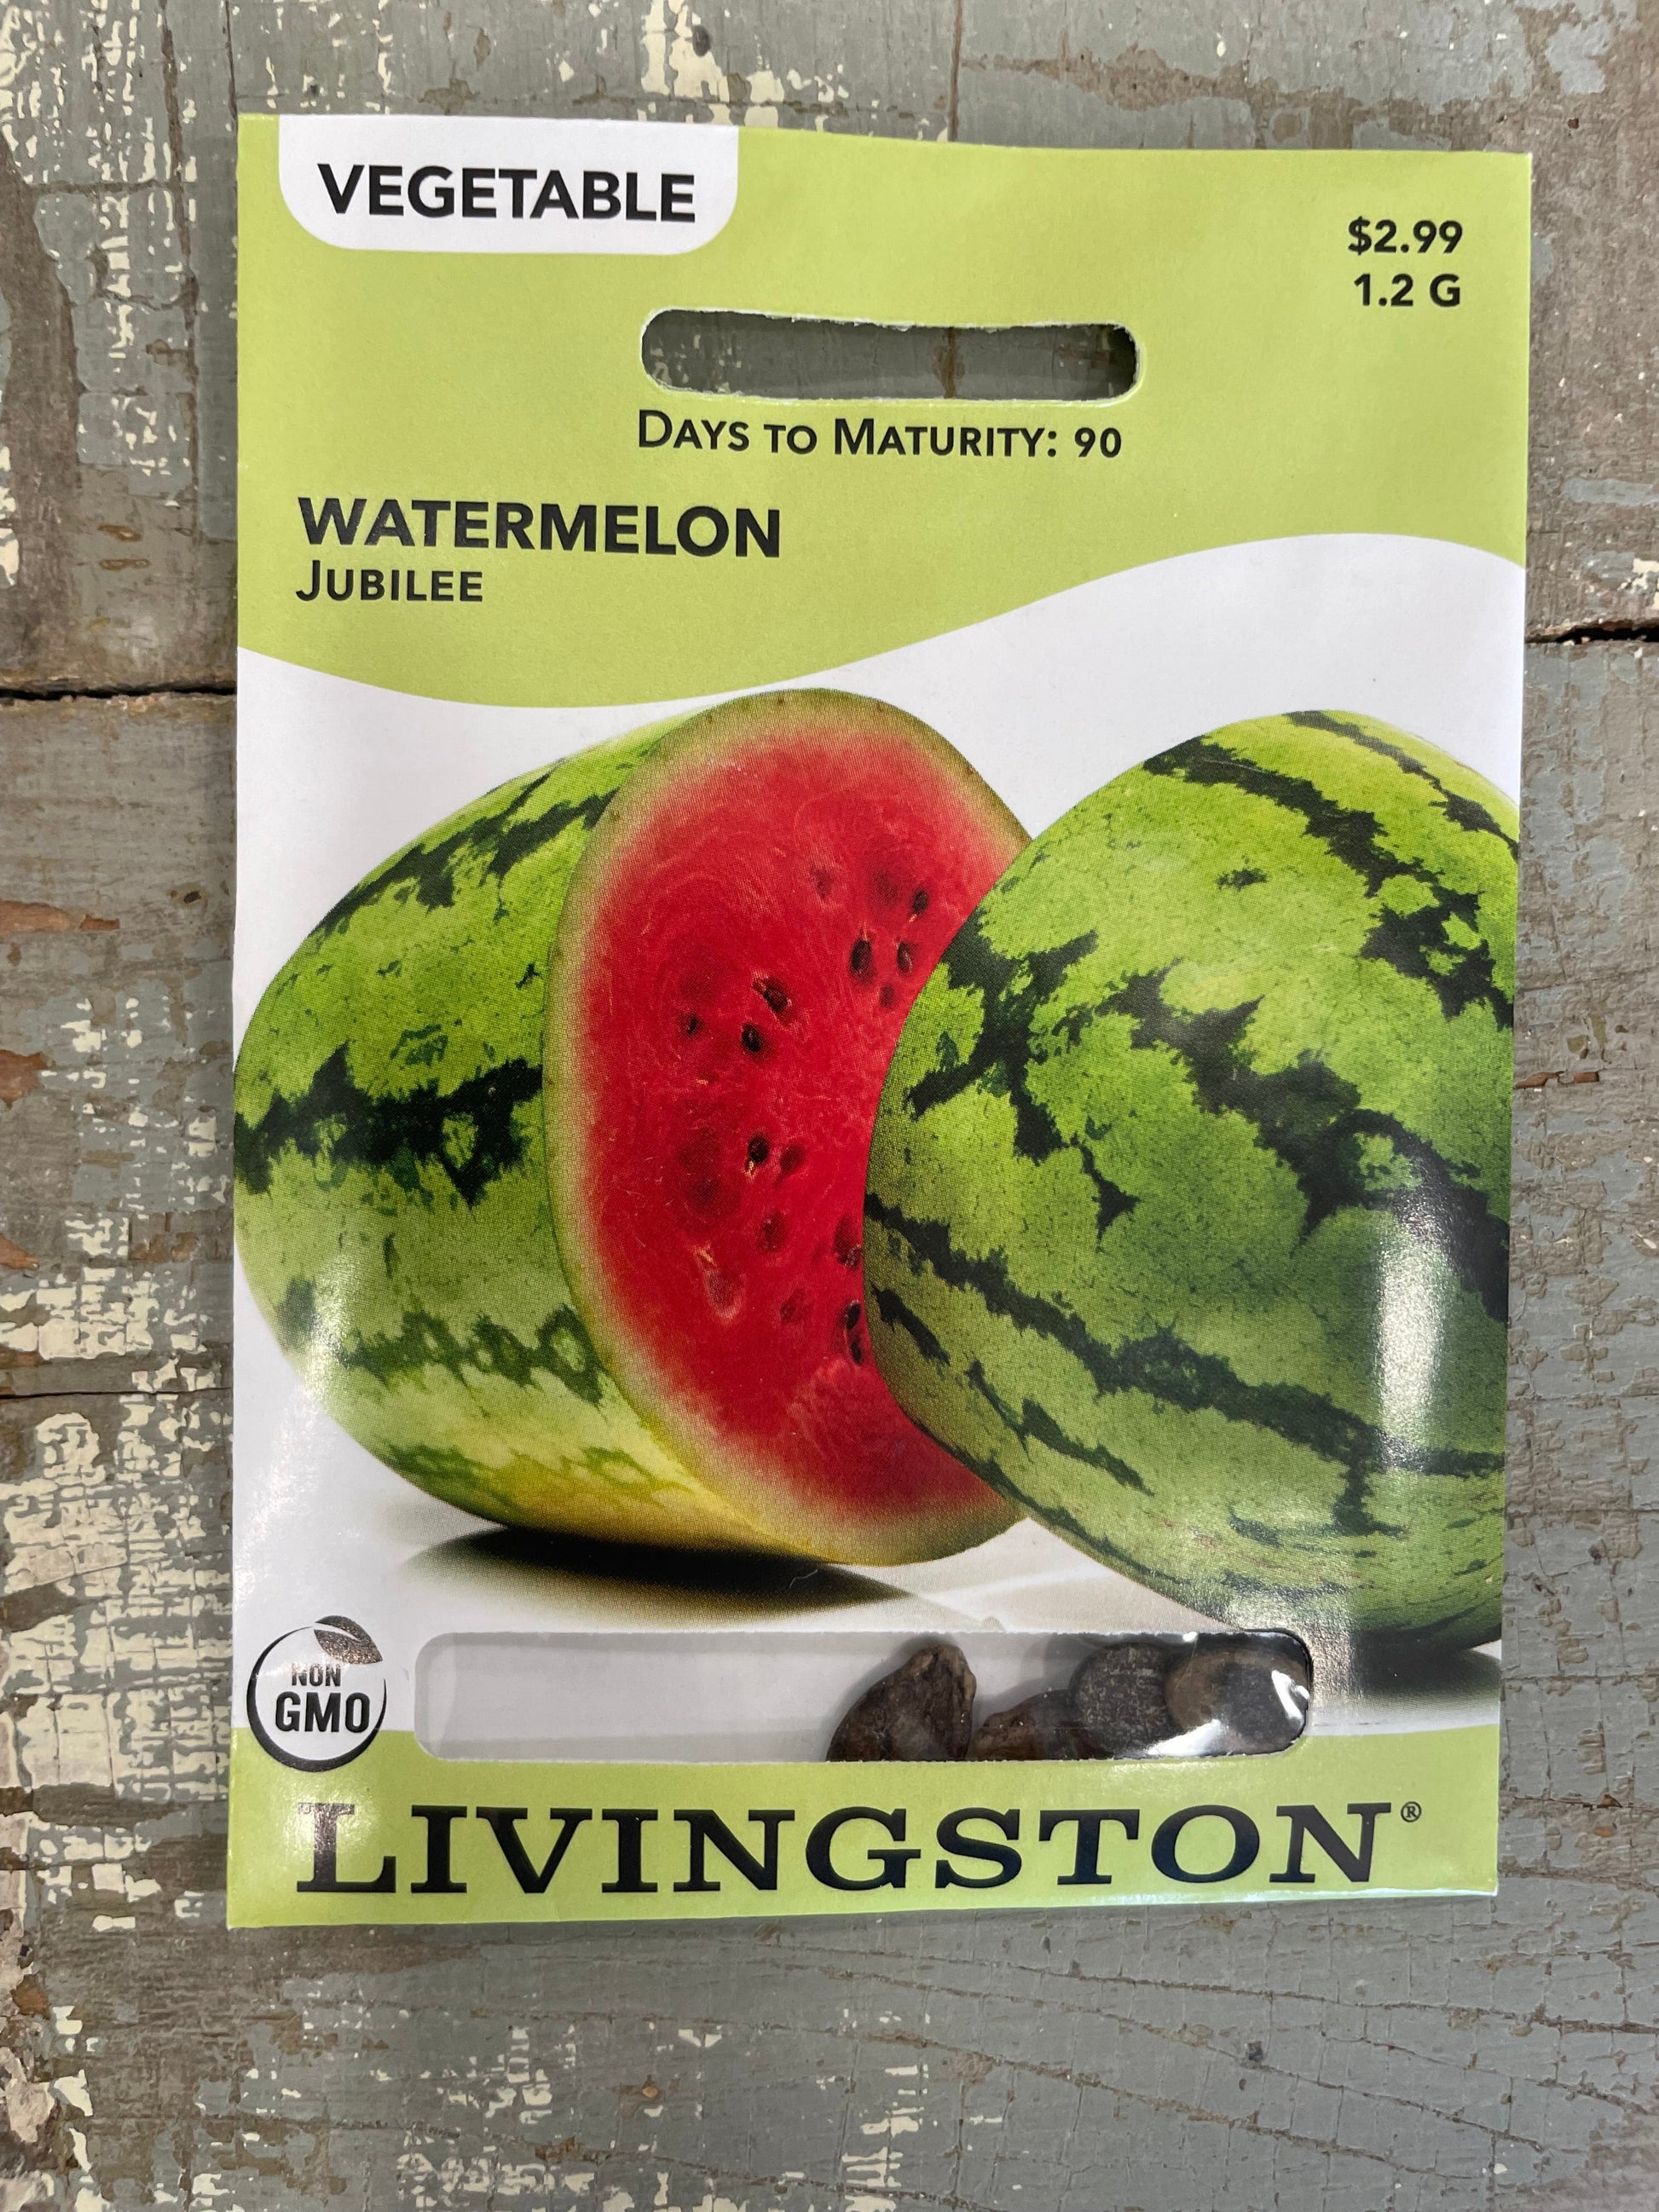 VEGETABLE
$2.99
1.2 G
DAYS TO MATURITY: 90
WATERMELON
JUBILEE
NON
GMO
LIVINGSTON®